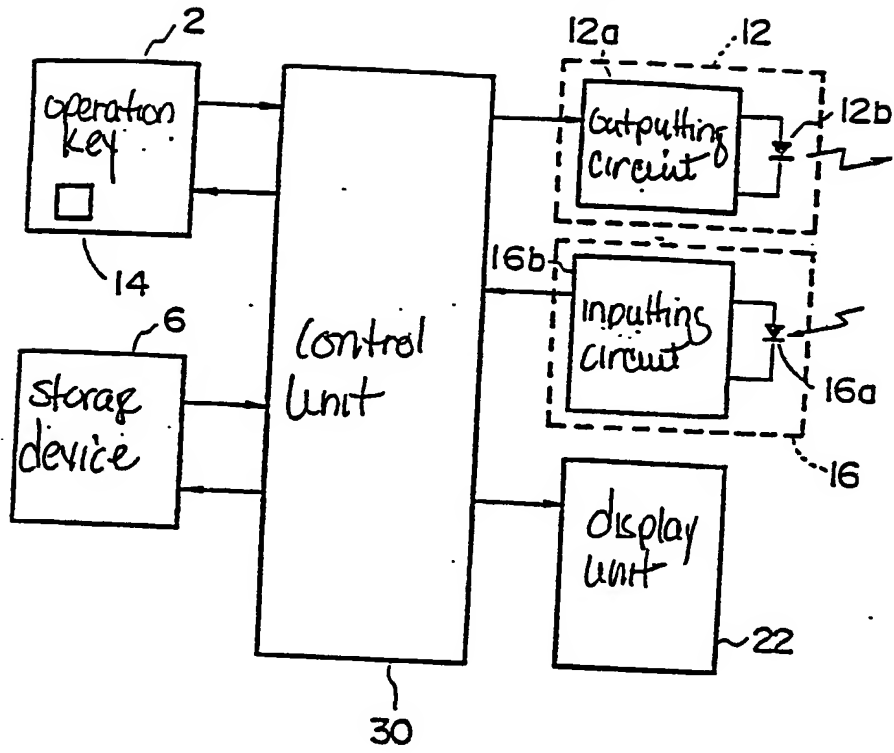 2
operation
key
14
6
storage
device
control
unit
30
12a
12
outputting
circuit
12b
16b
inputting
circuit
16a
16
display
unit
22